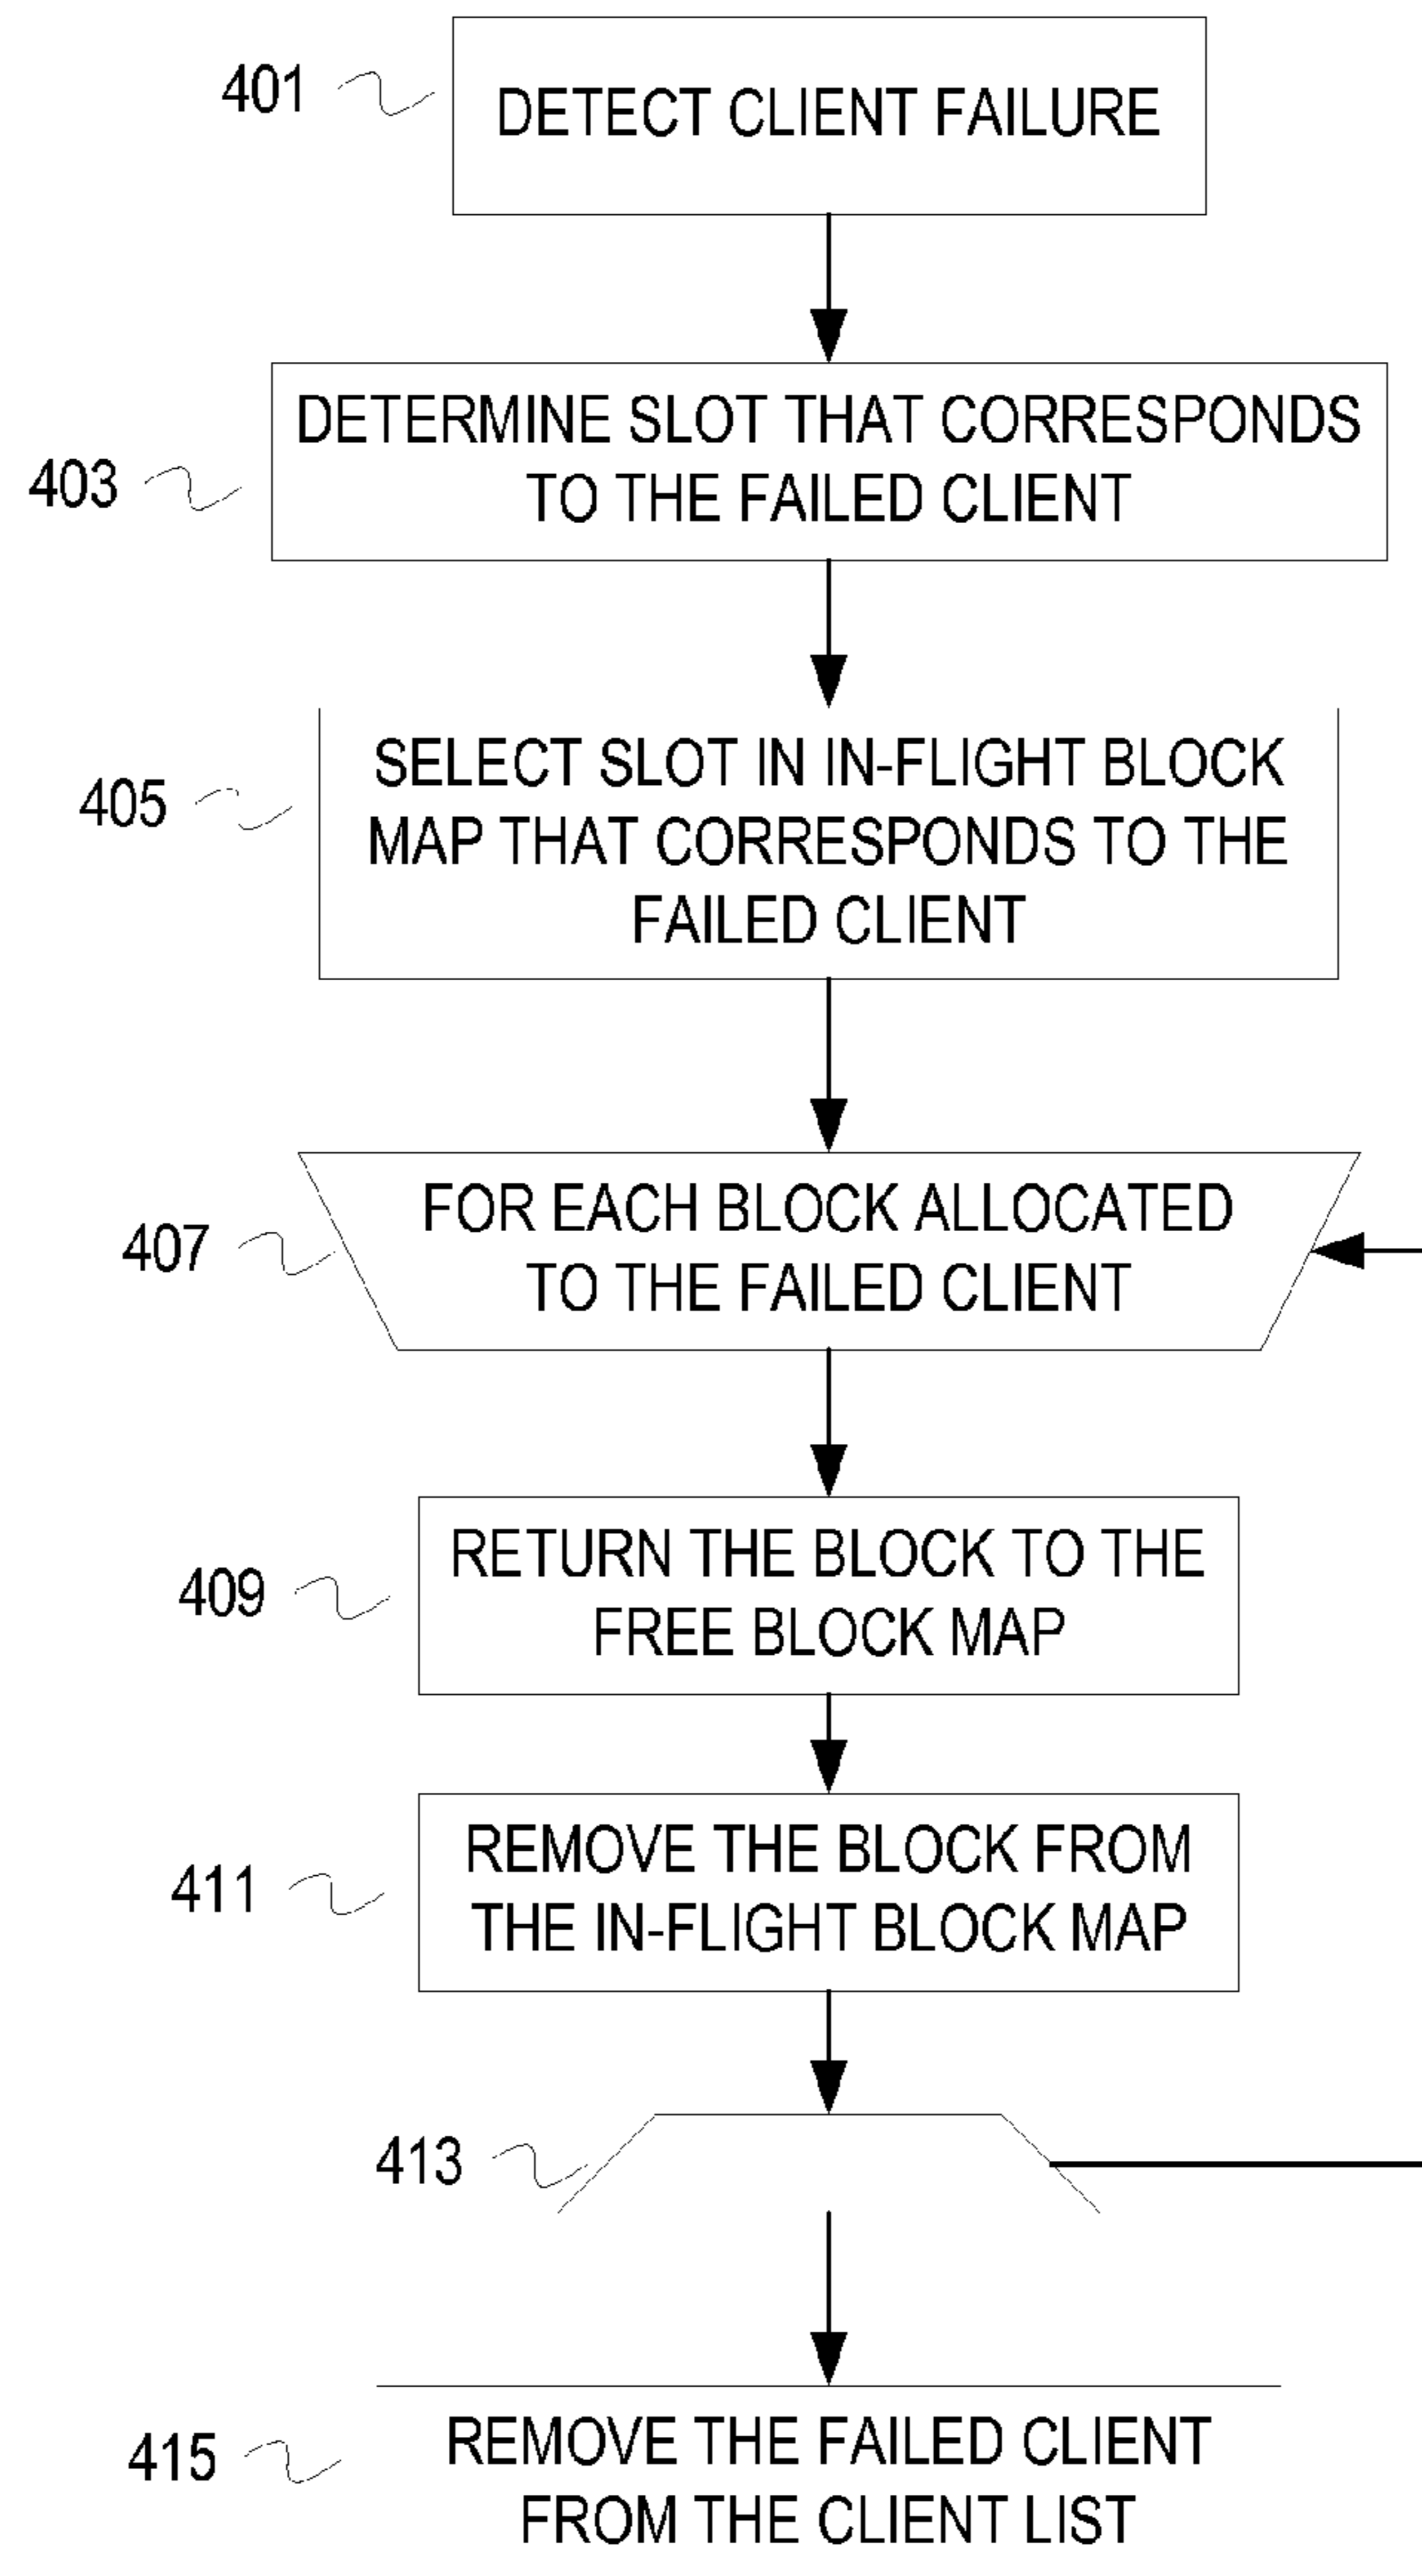 401
DETECT CLIENT FAILURE
403
DETERMINE SLOT THAT CORRESPONDS
TO THE FAILED CLIENT
405
SELECT SLOT IN IN-FLIGHT BLOCK
MAP THAT CORRESPONDS TO THE
FAILED CLIENT
407
FOR EACH BLOCK ALLOCATED
TO THE FAILED CLIENT
409
RETURN THE BLOCK TO THE
FREE BLOCK MAP
411
REMOVE THE BLOCK FROM
THE IN-FLIGHT BLOCK MAP
413
415
REMOVE THE FAILED CLIENT
FROM THE CLIENT LIST